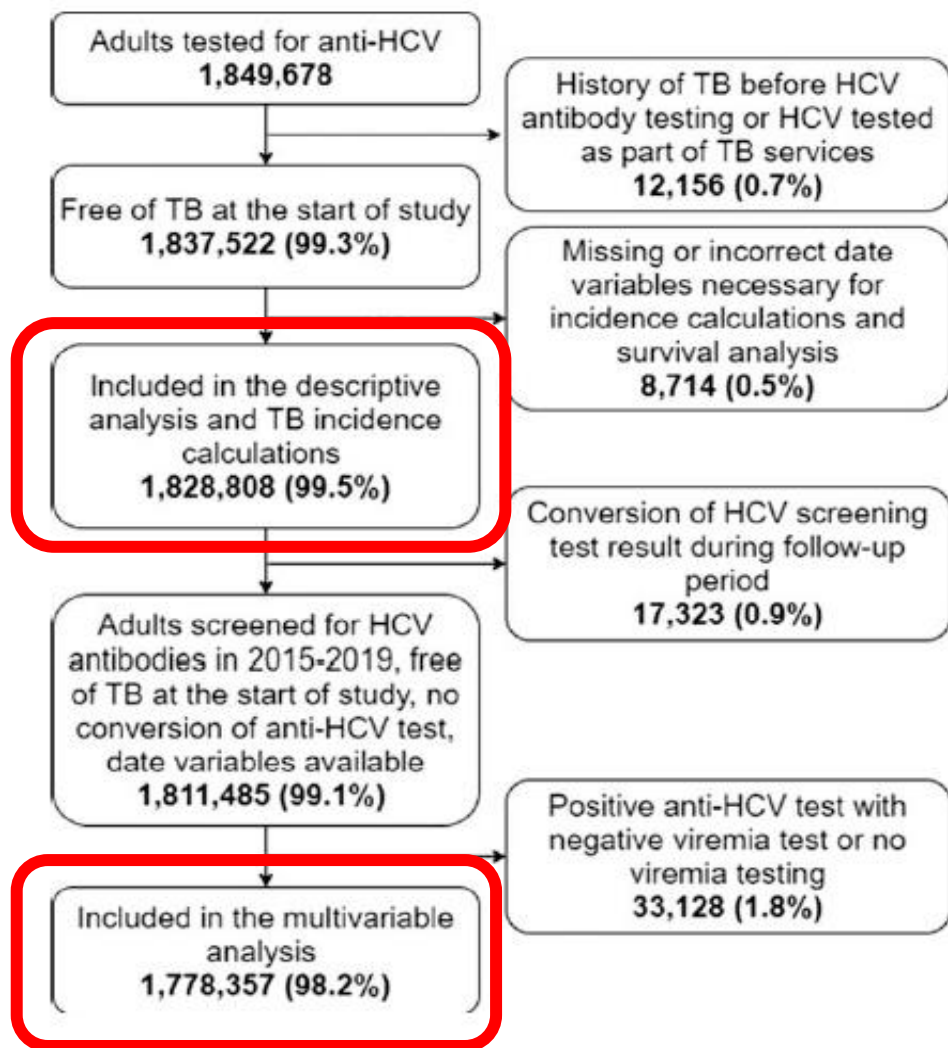 Adults tested for anti-HCV
1,849,678
History of TB before HCV
antibody testing or HCV tested
as part of TB services
12,156 (0.7%)
Free of TB at the start of study
1,837,522 (99.3%)
Missing or incorrect date
variables necessary for
incidence calculations and
survival analysis
8,714 (0.5%)
Included in the descriptive
analysis and TB incidence
calculations
1,828,808 (99.5%)
Conversion of HCV screening
test result during follow-up
period
17,323 (0.9%)
Adults screened for HCV
antibodies in 2015-2019, free
of TB at the start of study, no
conversion of anti-HCV test,
date variables available
1,811,485 (99.1%)
Positive anti-HCV test with
negative viremia test or no
viremia testing
33,128 (1.8%)
Included in the multivariable
analysis
1,778,357 (98.2%)